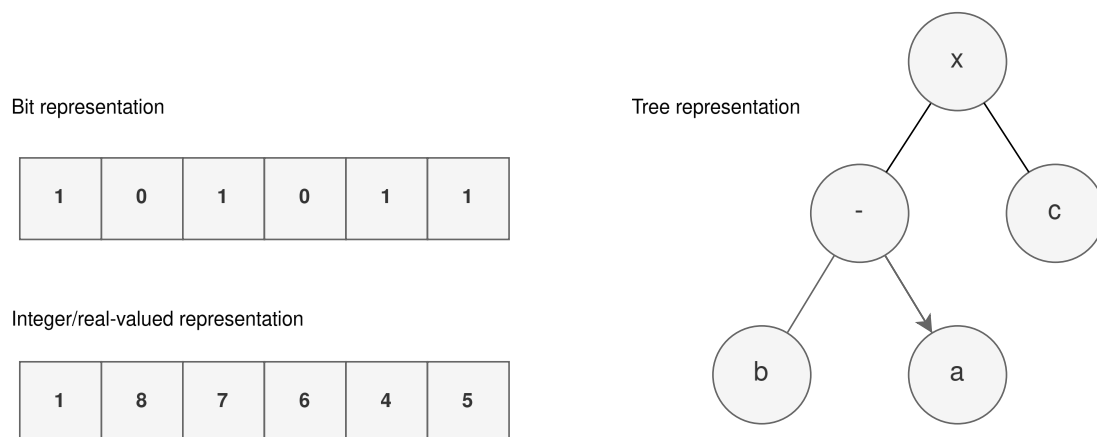 Bit representation
1 0 1 0 1 1
Integer/real-valued representation
1 8 7 6 4 5
Tree representation
x
- c
b a